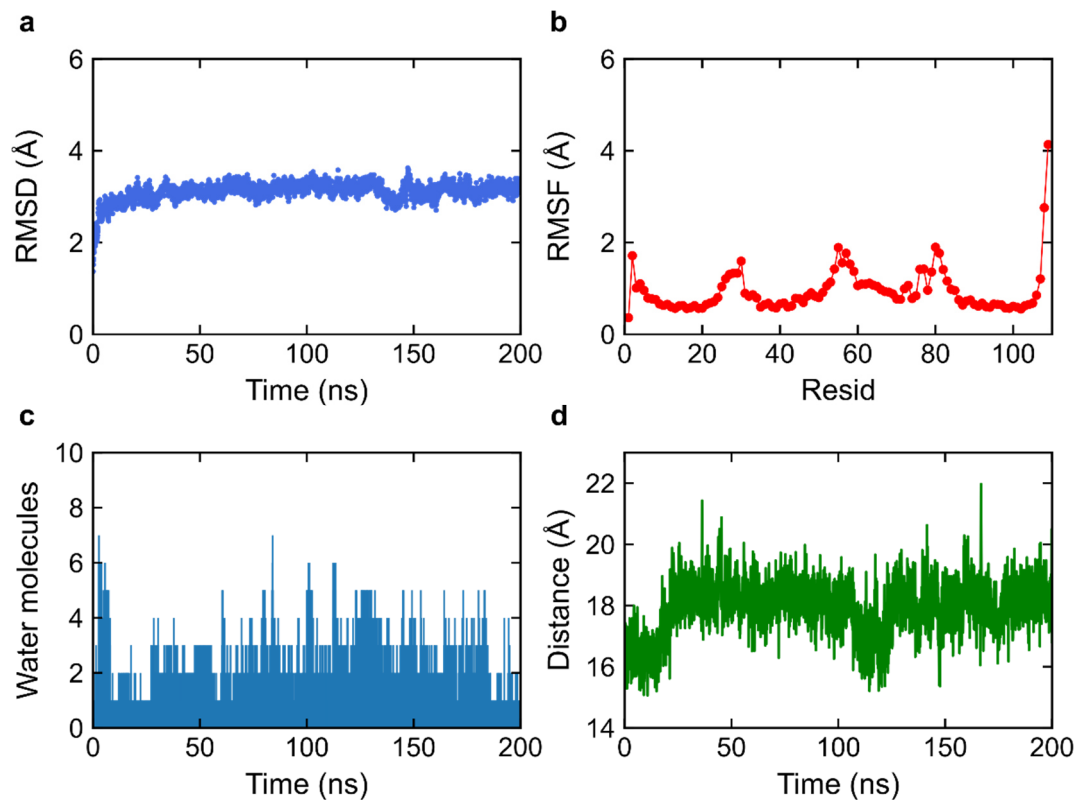 a
6
4
2
0
RMSD (Å)
0 50 100 150 200
Time (ns)
b
6
4
2
0
RMSF (Å)
0 20 40 60 80 100
Resid
c
10
8
6
4
2
0
Water molecules
0 50 100 150 200
Time (ns)
d
22
20
18
16
14
Distance (Å)
0 50 100 150 200
Time (ns)